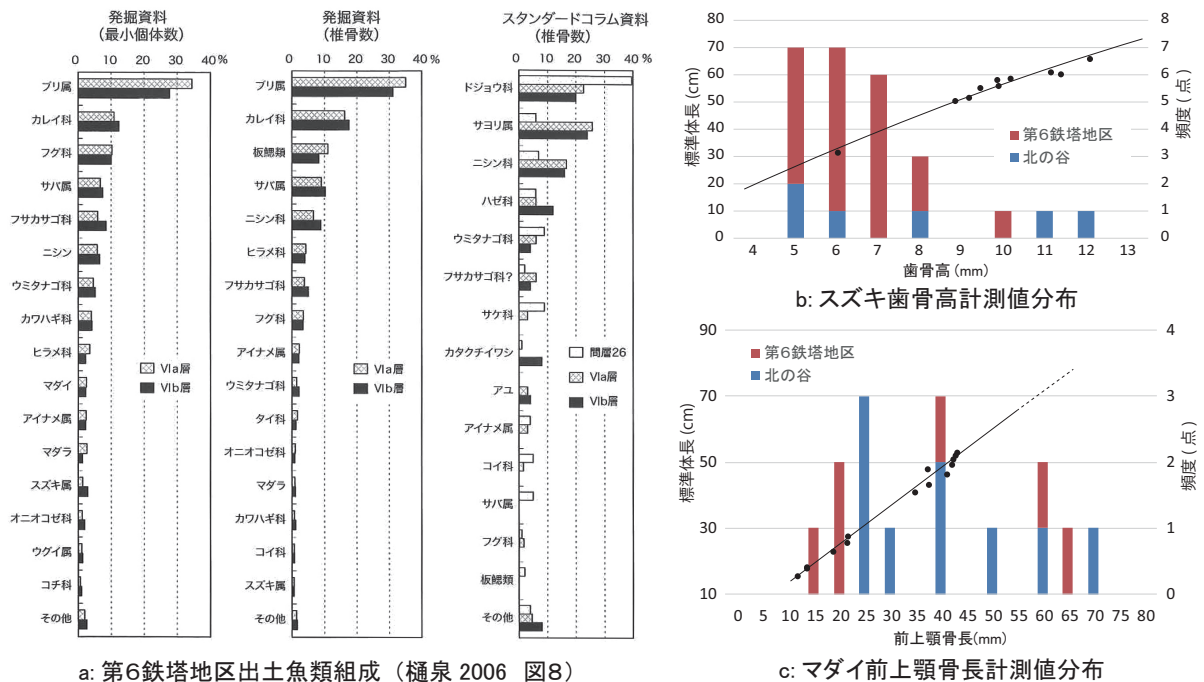 発掘資料
(最小個体数)
0 10 20 30 40 %
ブリ属
カレイ科
フグ科
サバ属
フサカサゴ科
ニシン
ウミタナゴ科
カワハギ科
ヒラメ科
マダイ
アイナメ属
マダラ
スズキ属
オニオコゼ科
ウグイ属
コチ科
その他
VIa層
VIb層
発掘資料
(椎骨数)
0 10 20 30 40 %
ブリ属
カレイ科
板鰓類
サバ属
ニシン科
ヒラメ科
フサカサゴ科
フグ科
アイナメ属
ウミタナゴ科
タイ科
オニオコゼ科
マダラ
カワハギ科
コイ科
スズキ属
その他
VIa層
VIb層
スタンダードコラム資料
(椎骨数)
0 10 20 30 40 %
ドジョウ科
サヨリ属
ニシン科
ハゼ科
ウミタナゴ科
フサカサゴ科?
サケ科
カタクチイワシ
アユ
アイナメ属
コイ科
サバ属
フグ科
板鰓類
その他
間層26
VIa層
VIb層
a: 第6鉄塔地区出土魚類組成 (樋泉 2006 図8)
80
70
60
50
40
30
20
10
0
標準体長 (cm)
8
7
6
5
4
3
2
1
0
頻度 (点)
第6鉄塔地区
北の谷
4 5 6 7 8 9 10 11 12 13
歯骨高 (mm)
b: スズキ歯骨高計測値分布
90
70
50
30
10
標準体長 (cm)
4
3
2
1
0
頻度 (点)
第6鉄塔地区
北の谷
0 10 15 20 25 30 40 50 60 65 70 80
前上顎骨長(mm)
c: マダイ前上顎骨長計測値分布